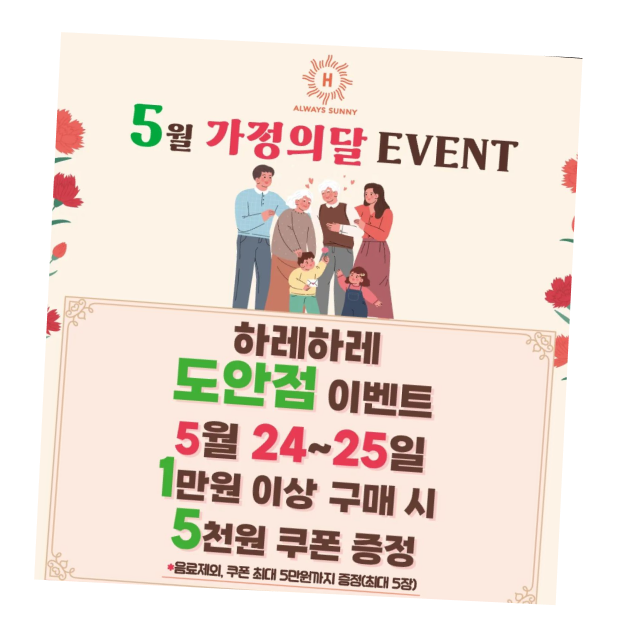 H
ALWAYS SUNNY
5월 가정의달 EVENT
하레하레
도안점 이벤트
5월 24~25일
1만원 이상 구매 시
5천원 쿠폰 증정
*음료제외, 쿠폰 최대 5만원까지 증정(최대 5장)